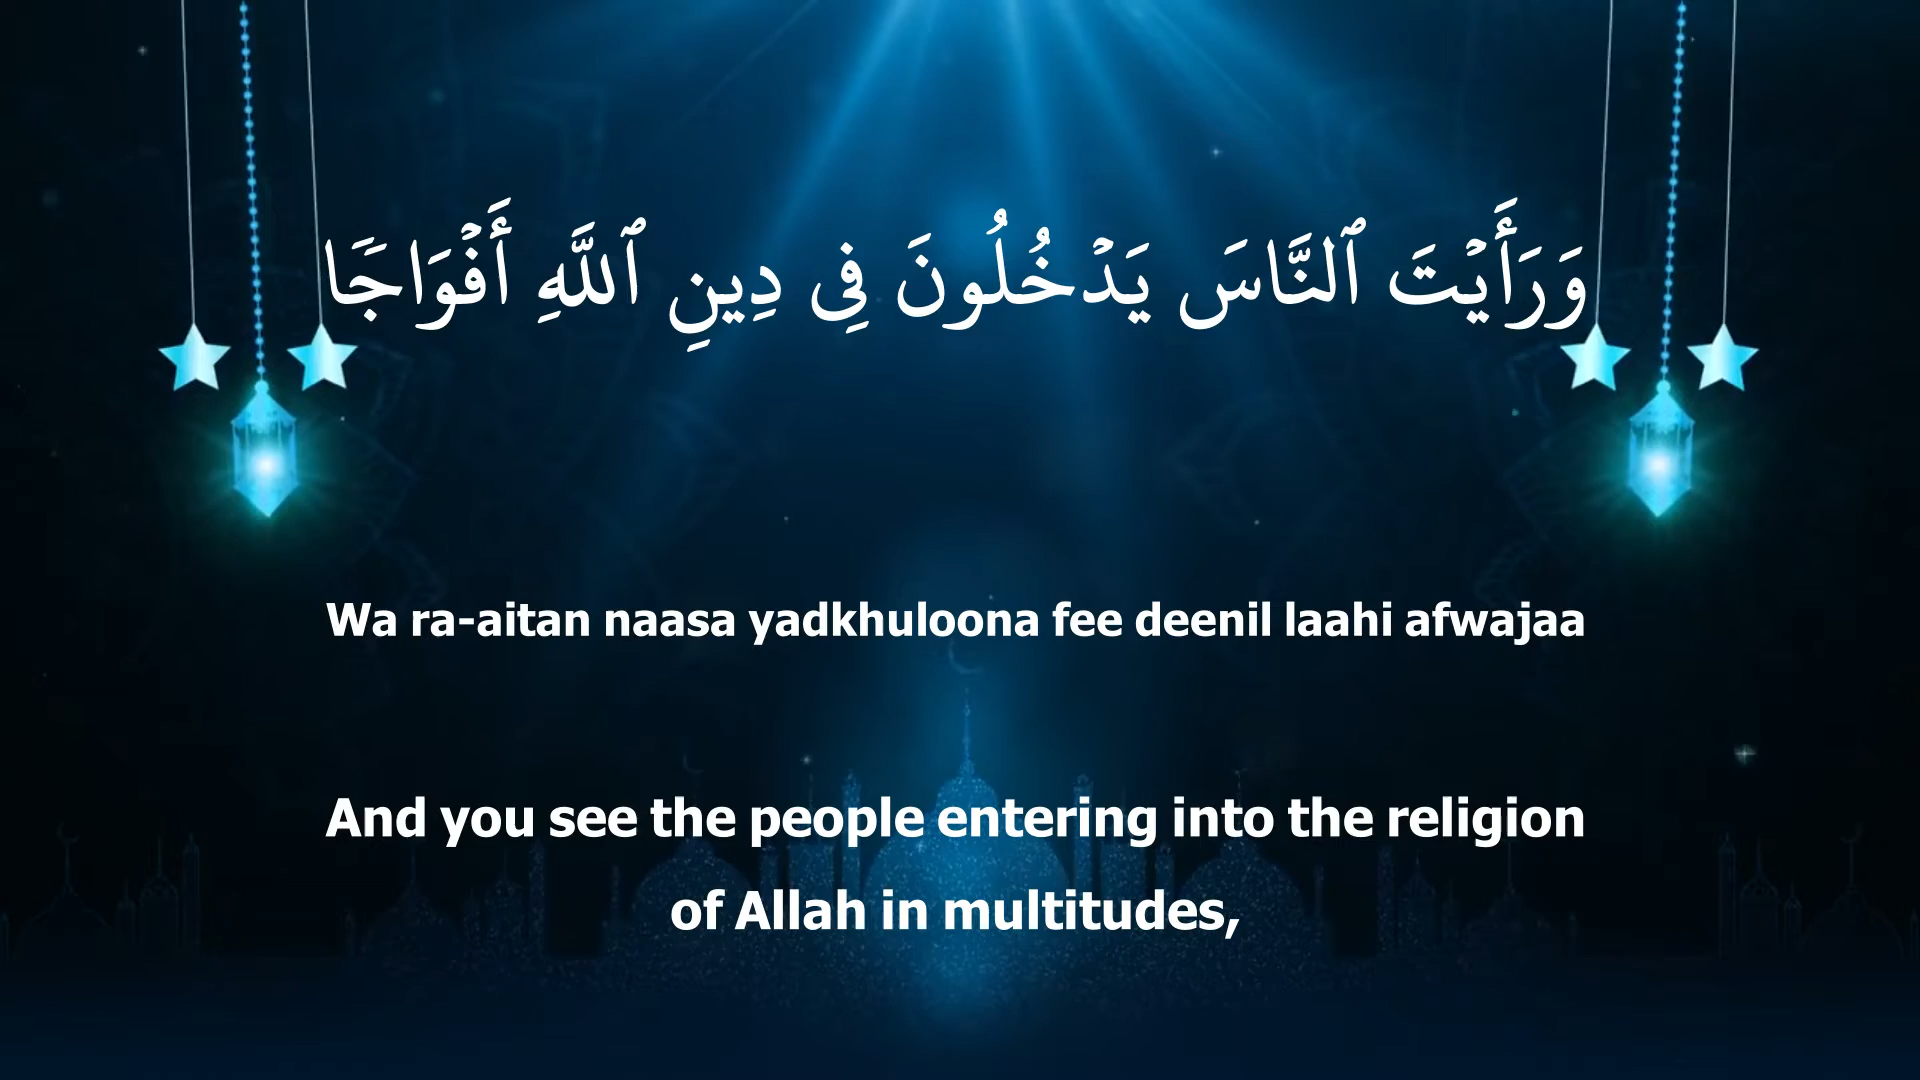 وَرَأَيْتَ ٱلنَّاسَ يَدْخُلُونَ فِى دِينِ ٱللَّهِ أَفْوَاجًا
Wa ra-aitan naasa yadkhuloona fee deenil laahi afwajaa
And you see the people entering into the religion
of Allah in multitudes,